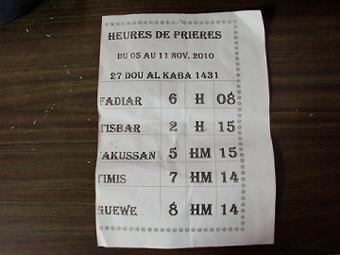 HEURES DE PRIERES
DU 05 AU 11 NOV. 2010
27 DOU AL KABA 1431
FADIAR 6 H 08
TISBAR 2 H 15
TAKUSSAN 5 HM 15
TIMIS 7 HM 14
GUEWE 8 HM 14